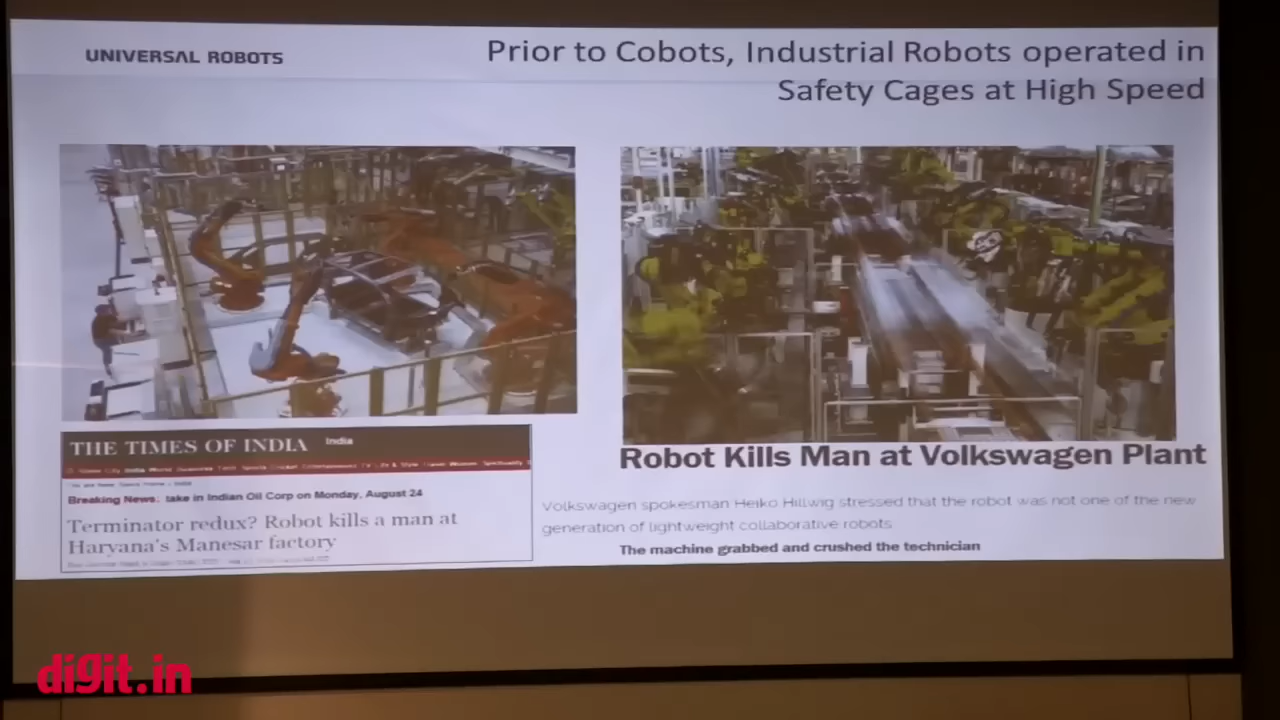 UNIVERSAL ROBOTS
Prior to Cobots, Industrial Robots operated in
Safety Cages at High Speed
THE TIMES OF INDIA
India
Breaking News: take in Indian Oil Corp on Monday, August 24
Terminator redux? Robot kills a man at
Haryana's Manesar factory
Robot Kills Man at Volkswagen Plant
Volkswagen spokesman Heiko Hillwig stressed that the robot was not one of the new
generation of lightweight collaborative robots
The machine grabbed and crushed the technician
digit.in